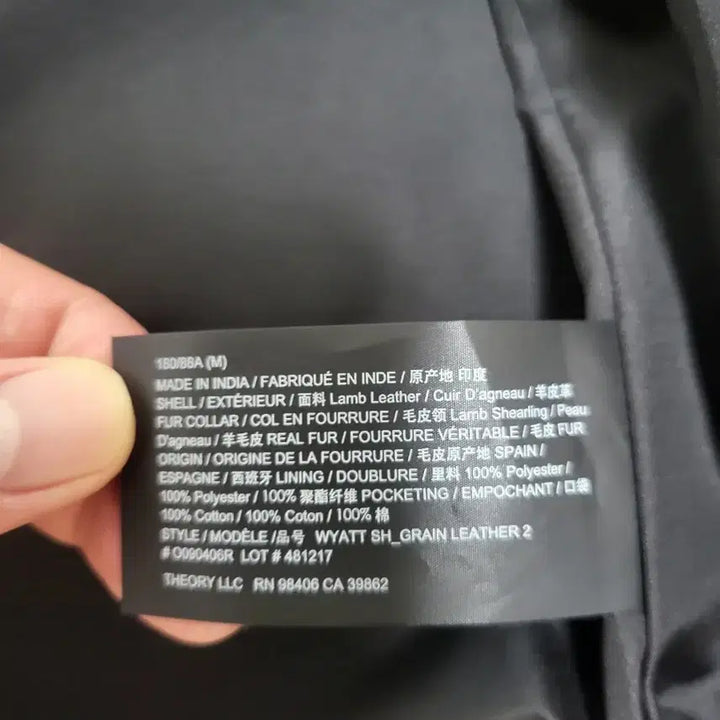 160/88A (M)
MADE IN INDIA / FABRIQUÉ EN INDE / 原产地 印度
SHELL / EXTÉRIEUR / 面料 Lamb Leather / Cuir D'agneau / 羊皮革
FUR COLLAR / COL EN FOURRURE / 毛皮领 Lamb Shearling / Peau
D'agneau / 羊毛皮 REAL FUR / FOURRURE VÉRITABLE / 毛皮 FUR
ORIGIN / ORIGINE DE LA FOURRURE / 毛皮原产地 SPAIN /
ESPAGNE / 西班牙 LINING / DOUBLURE / 里料 100% Polyester /
100% Polyester / 100% 聚酯纤维 POCKETING / EMPOCHANT / 口袋
100% Cotton / 100% Coton / 100% 棉
STYLE / MODÈLE /品号 WYATT SH_GRAIN LEATHER 2
# O090406R LOT # 481217
THEORY LLC RN 98406 CA 39862